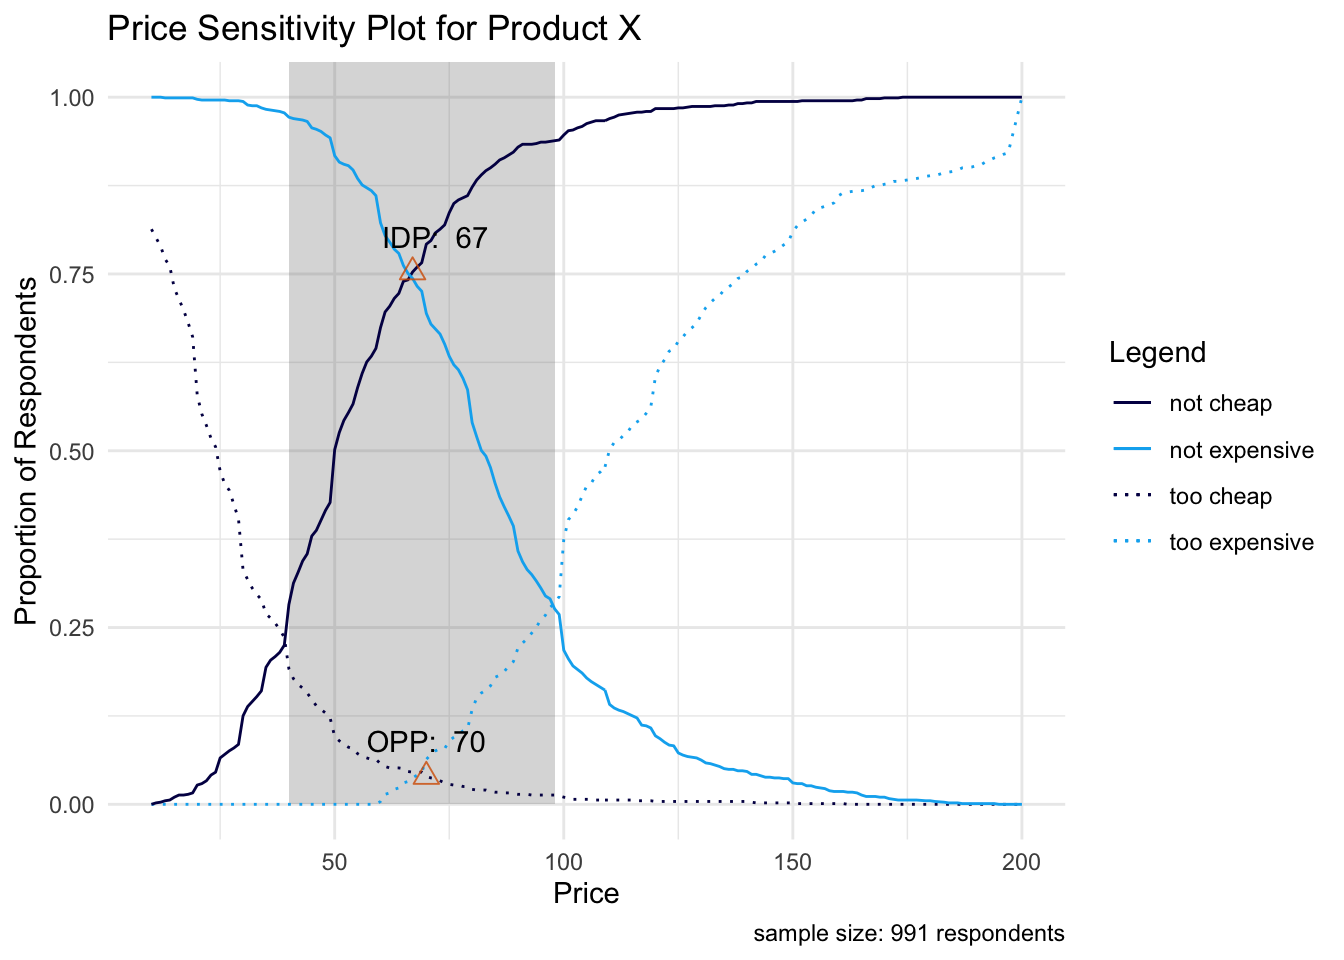 Price Sensitivity Plot for Product X
1.00
0.75
0.50
0.25
0.00
Proportion of Respondents
IDP: 67
OPP: 70
50
100
150
200
Price
Legend
not cheap
not expensive
too cheap
too expensive
sample size: 991 respondents